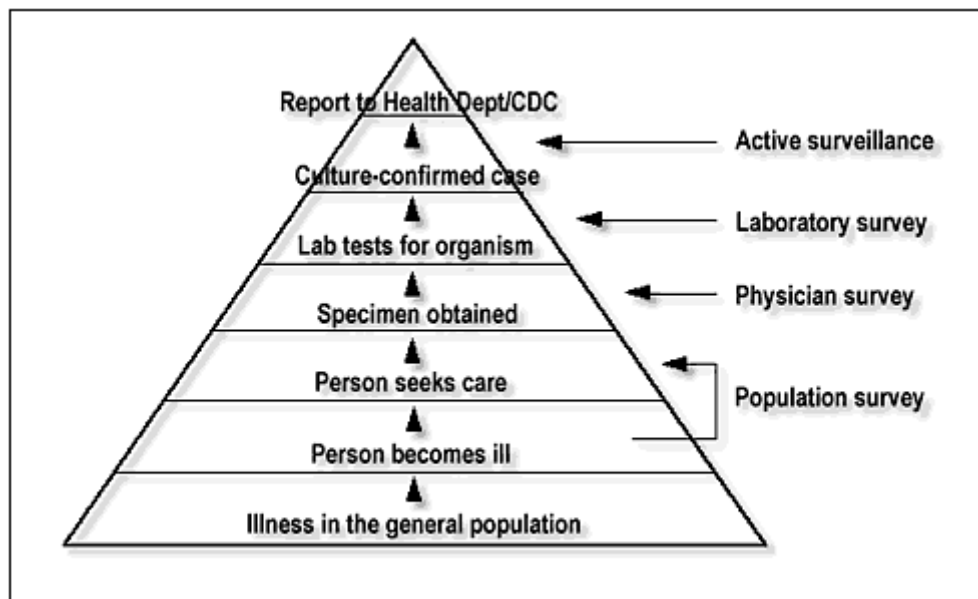 Report to Health Dept/CDC
Active surveillance
Culture-confirmed case
Laboratory survey
Lab tests for organism
Physician survey
Specimen obtained
Person seeks care
Population survey
Person becomes ill
Illness in the general population